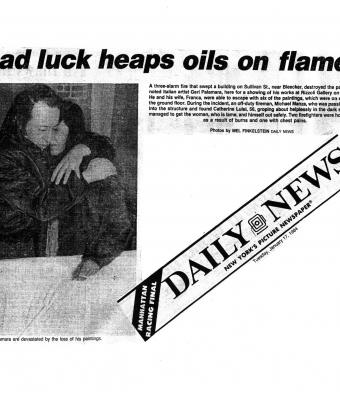 ad luck heaps oils on flame
A three-alarm fire that swept a building on Sullivan St., near Bleecker, destroyed the pa
noted Italian artist Geri Palamara, here for a showing of his works at Rizzoli Gallery on
He and his wife, Franca, were able to escape with six of the paintings, which were on
the ground floor. During the incident, an off-duty fireman, Michael Manza, who was pass
into the structure and found Catherine Luisi, 56, groping about helplessly in the dark
managed to get the woman, who is lame, and himself out safely. Two firefighters were ho
as a result of burns and one with chest pains.
Photos by MEL FINKELSTEIN DAILY NEWS
MANHATTAN
RACING FINAL
DAILY NEWS
NEW YORK'S PICTURE NEWSPAPER®
Tuesday, January 17, 1984
mara are devastated by the loss of his paintings.